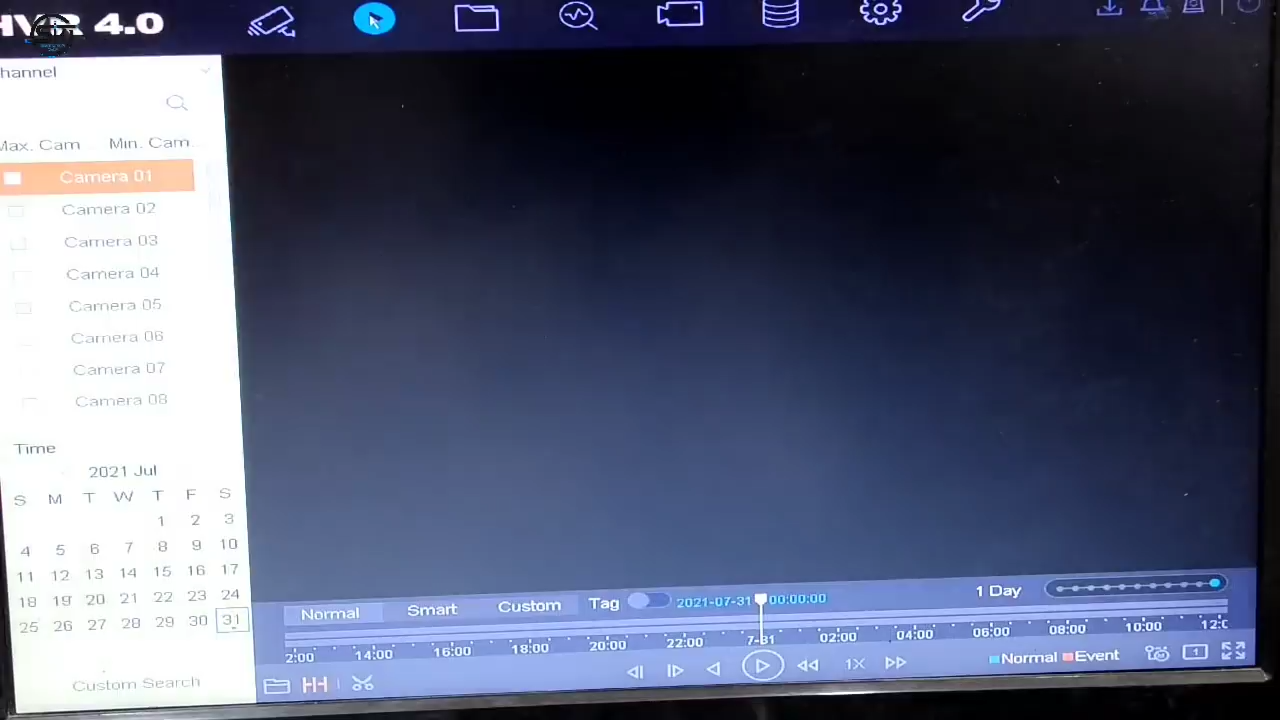 HVR 4.0
hannel
Max. Cam
Min. Cam...
Camera 01
Camera 02
Camera 03
Camera 04
Camera 05
Camera 06
Camera 07
Camera 08
Time
2021 Jul
S M T W T F S
1 2 3
4 5 6 7 8 9 10
11 12 13 14 15 16 17
18 19 20 21 22 23 24
25 26 27 28 29 30 31
Custom Search
Normal Smart Custom Tag 2021-07-31 00:00:00 1 Day
2:00 14:00 16:00 18:00 20:00 22:00 7-31 02:00 04:00 06:00 08:00 10:00 12:0
1X
Normal Event
1